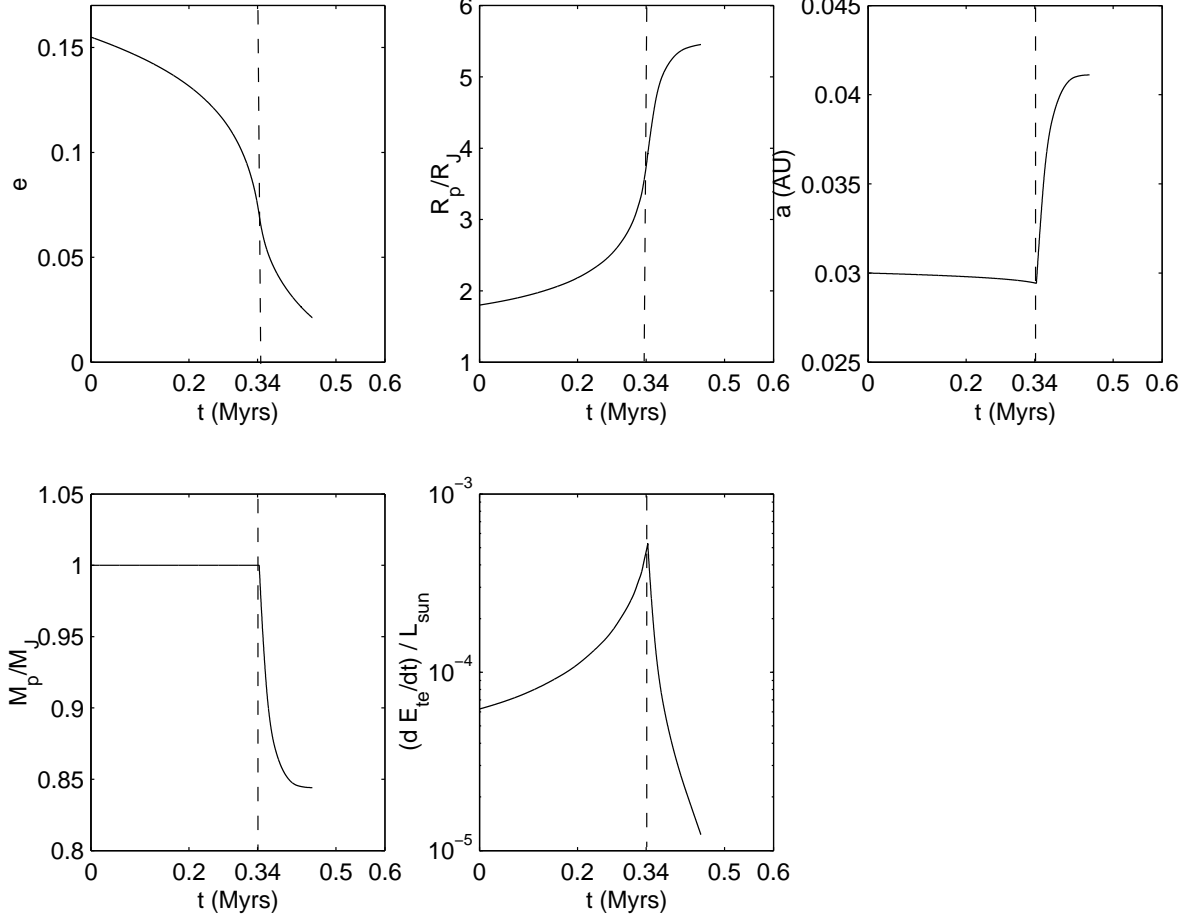 0.15
0.1
0.05
0
e
0 0.2 0.34 0.5 0.6
t (Myrs)
6
5
4
3
2
1
R_p/R_J
0 0.2 0.34 0.5 0.6
t (Myrs)
0.045
0.04
0.035
0.03
0.025
a (AU)
0 0.2 0.34 0.5 0.6
t (Myrs)
1.05
1
0.95
0.9
0.85
0.8
M_p/M_J
0 0.2 0.34 0.5 0.6
t (Myrs)
10^-3
10^-4
10^-5
(d E_te/dt) / L_sun
0 0.2 0.34 0.5 0.6
t (Myrs)